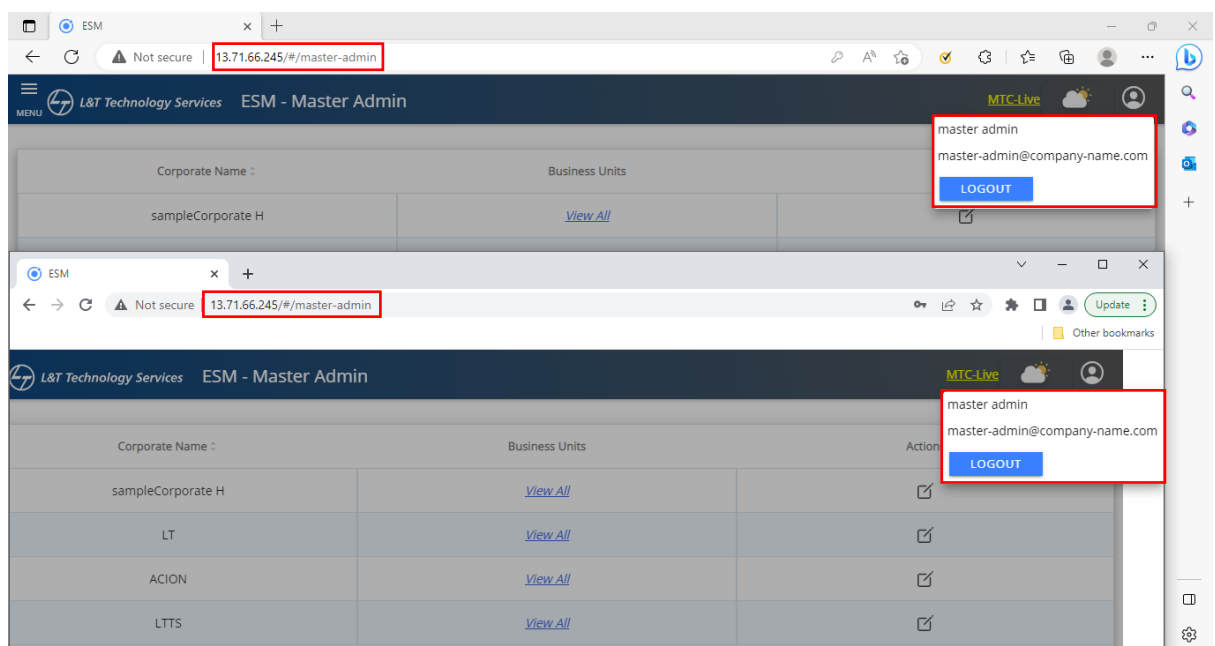 ESM
Not secure 13.71.66.245/#/master-admin
MENU L&T Technology Services ESM - Master Admin MTC-Live
master admin
master-admin@company-name.com
LOGOUT
Corporate Name Business Units
sampleCorporate H View All
ESM
Not secure 13.71.66.245/#/master-admin Update
Other bookmarks
L&T Technology Services ESM - Master Admin MTC-Live
master admin
master-admin@company-name.com
LOGOUT
Corporate Name Business Units Action
sampleCorporate H View All
LT View All
ACION View All
LTTS View All